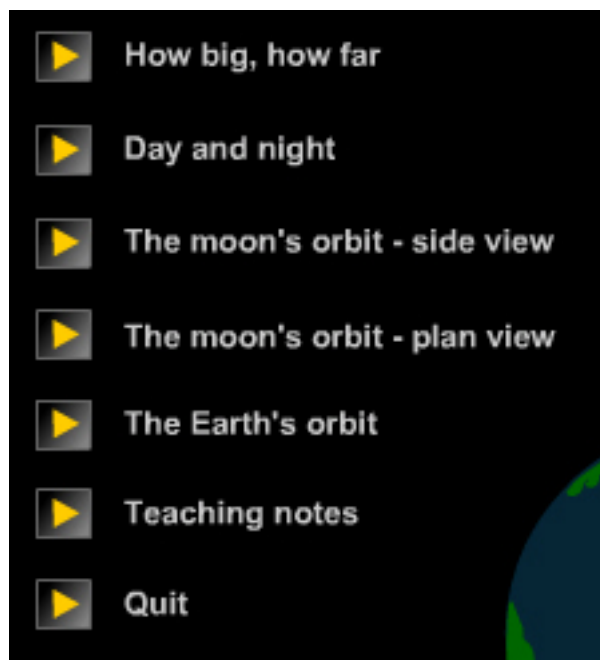 How big, how far
Day and night
The moon's orbit - side view
The moon's orbit - plan view
The Earth's orbit
Teaching notes
Quit